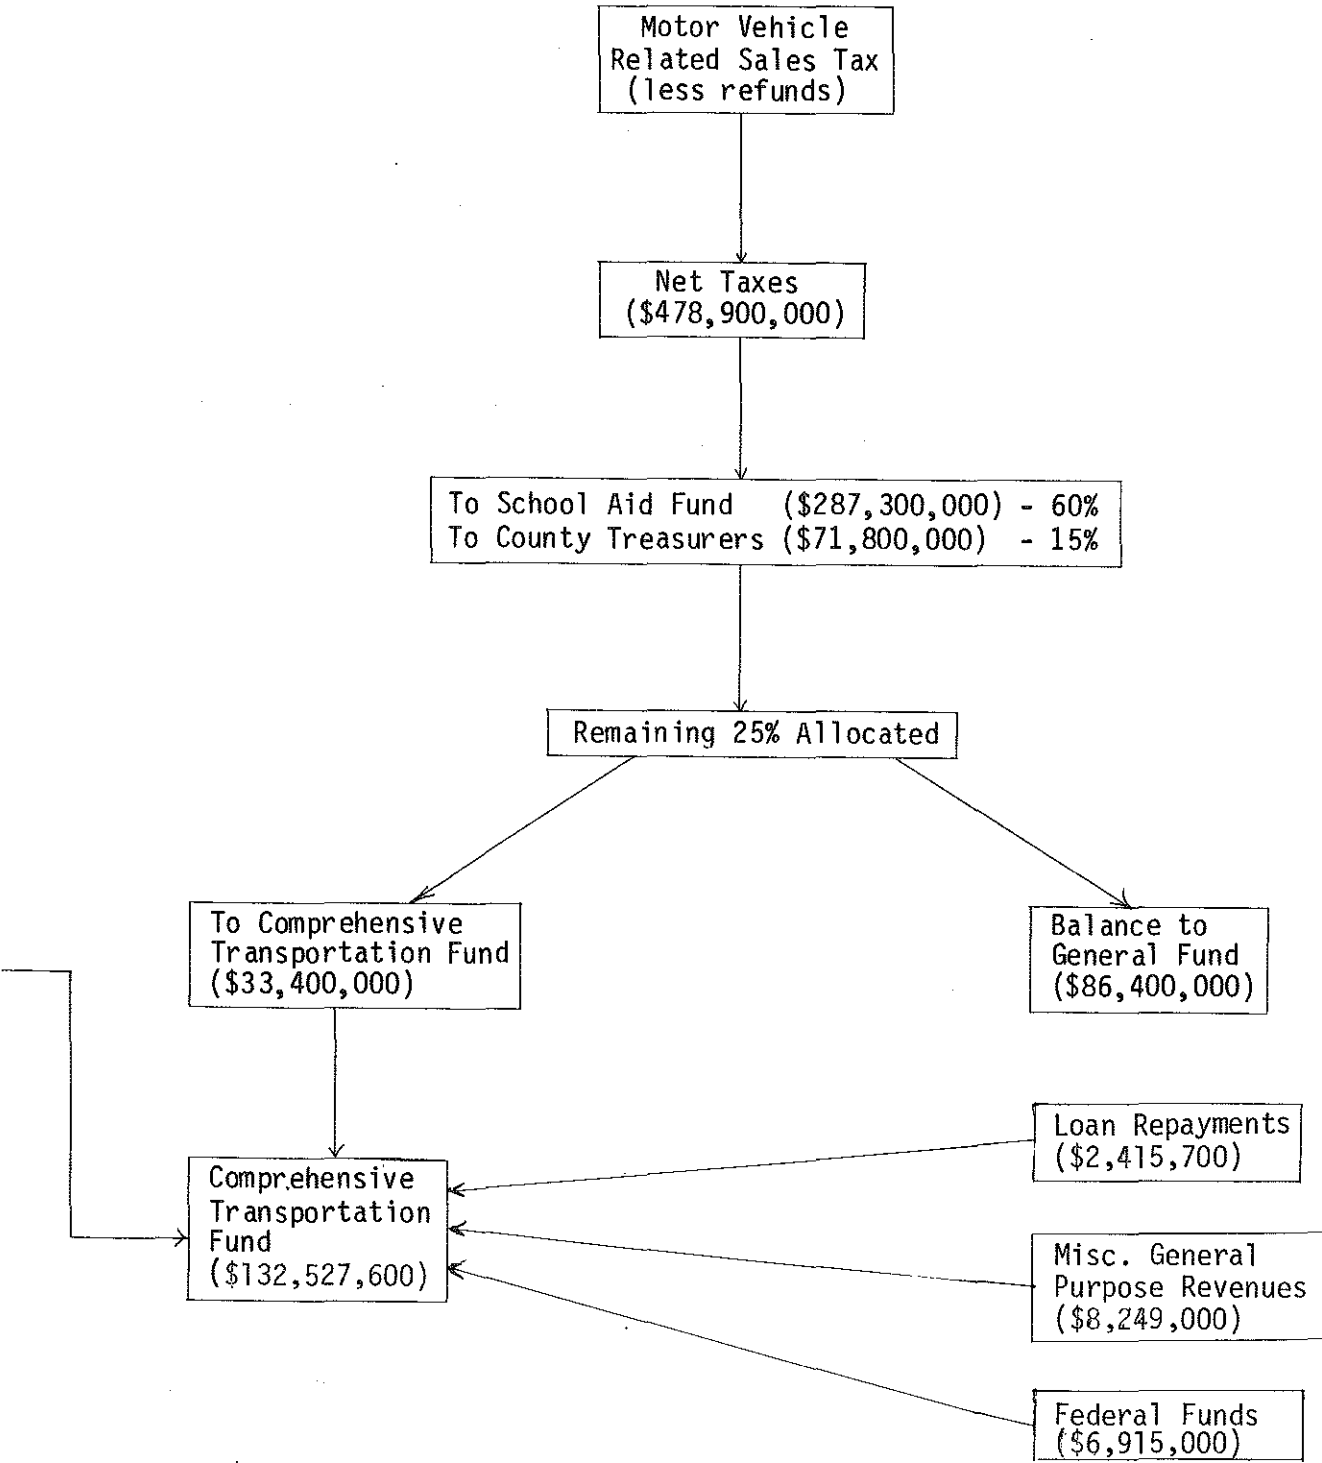 Motor Vehicle
Related Sales Tax
(less refunds)
Net Taxes
($478,900,000)
To School Aid Fund ($287,300,000) - 60%
To County Treasurers ($71,800,000) - 15%
Remaining 25% Allocated
To Comprehensive
Transportation Fund
($33,400,000)
Balance to
General Fund
($86,400,000)
Comprehensive
Transportation
Fund
($132,527,600)
Loan Repayments
($2,415,700)
Misc. General
Purpose Revenues
($8,249,000)
Federal Funds
($6,915,000)